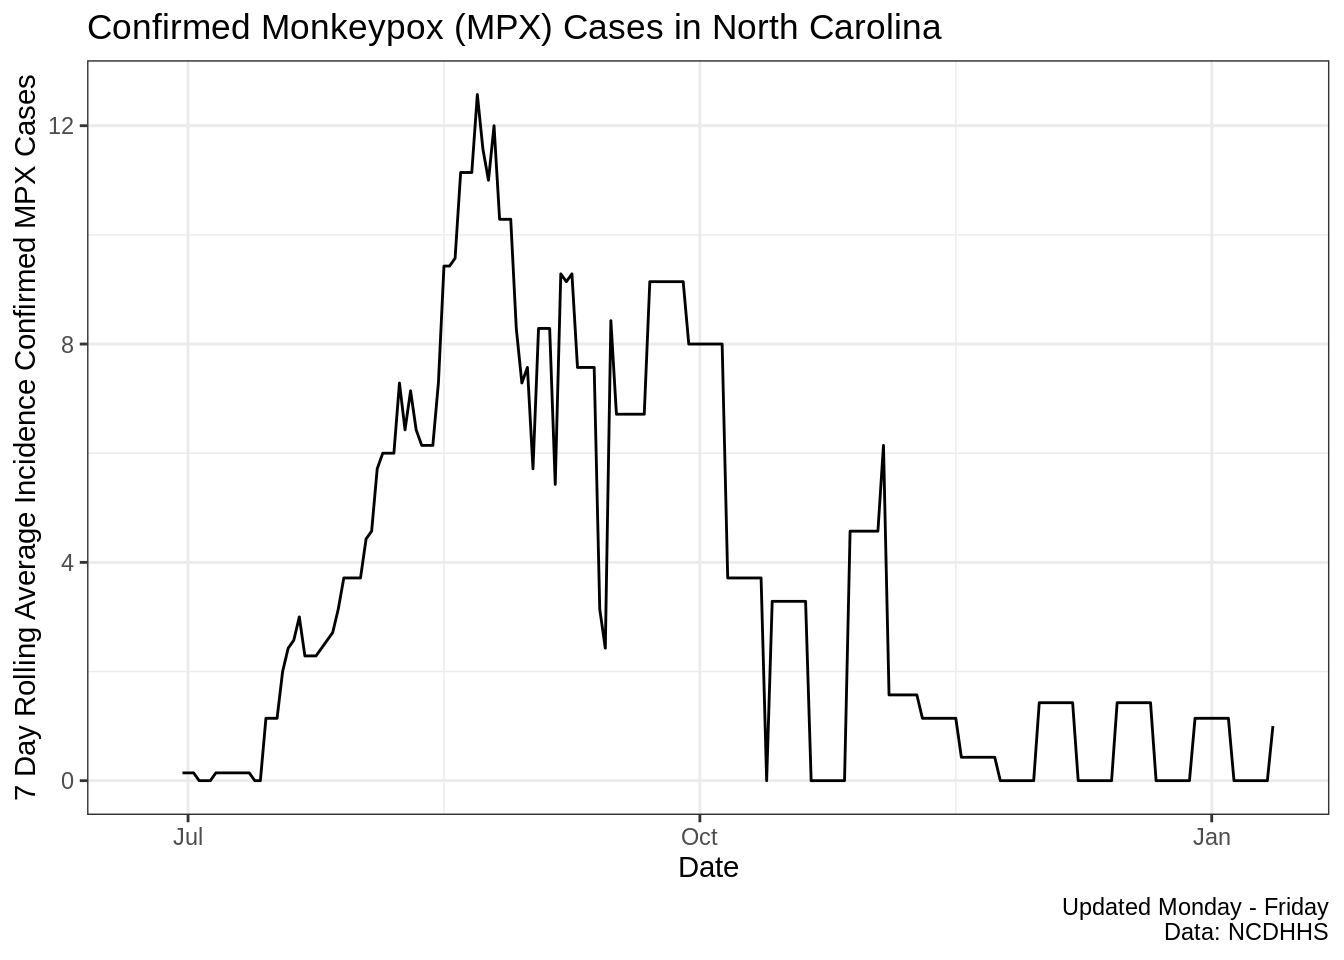 Confirmed Monkeypox (MPX) Cases in North Carolina
7 Day Rolling Average Incidence Confirmed MPX Cases
12
8
4
0
Jul
Oct
Jan
Date
Updated Monday - Friday
Data: NCDHHS